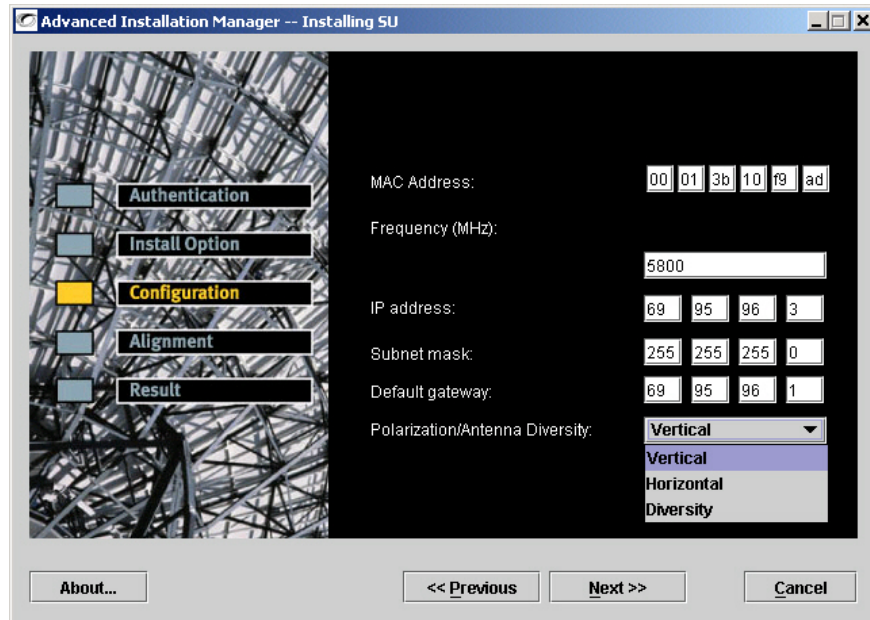 Advanced Installation Manager -- Installing SU
Authentication
Install Option
Configuration
Alignment
Result
MAC Address: 00 01 3b 10 f9 ad
Frequency (MHz):
5800
IP address: 69 95 96 3
Subnet mask: 255 255 255 0
Default gateway: 69 95 96 1
Polarization/Antenna Diversity: Vertical
Vertical
Horizontal
Diversity
About... << Previous Next >> Cancel